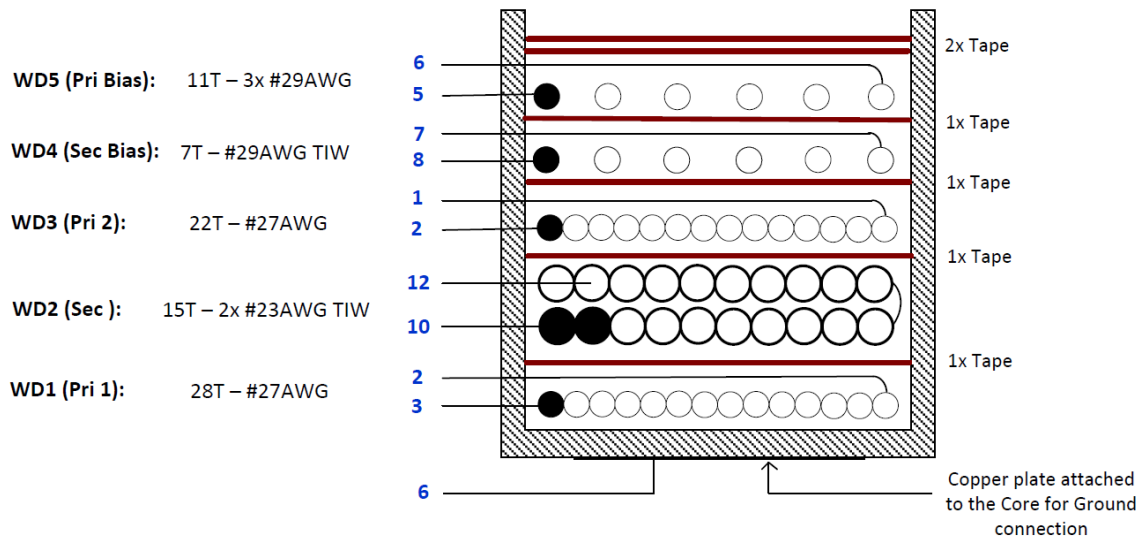 2x Tape
WD5 (Pri Bias): 11T – 3x #29AWG
6
5
1x Tape
WD4 (Sec Bias): 7T – #29AWG TIW
7
8
1x Tape
WD3 (Pri 2): 22T – #27AWG
1
2
1x Tape
WD2 (Sec ): 15T – 2x #23AWG TIW
12
10
1x Tape
WD1 (Pri 1): 28T – #27AWG
2
3
6
Copper plate attached
to the Core for Ground
connection